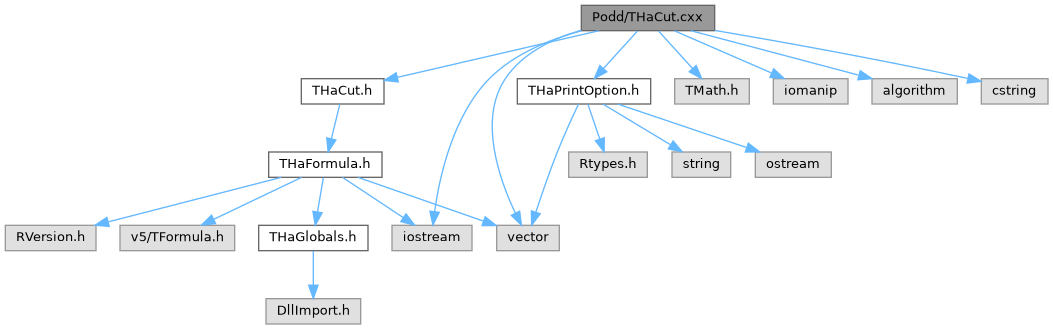 Podd/THaCut.cxx
THaCut.h
THaPrintOption.h
TMath.h
iomanip
algorithm
cstring
THaFormula.h
Rtypes.h
string
ostream
RVersion.h
v5/TFormula.h
THaGlobals.h
iostream
vector
DllImport.h